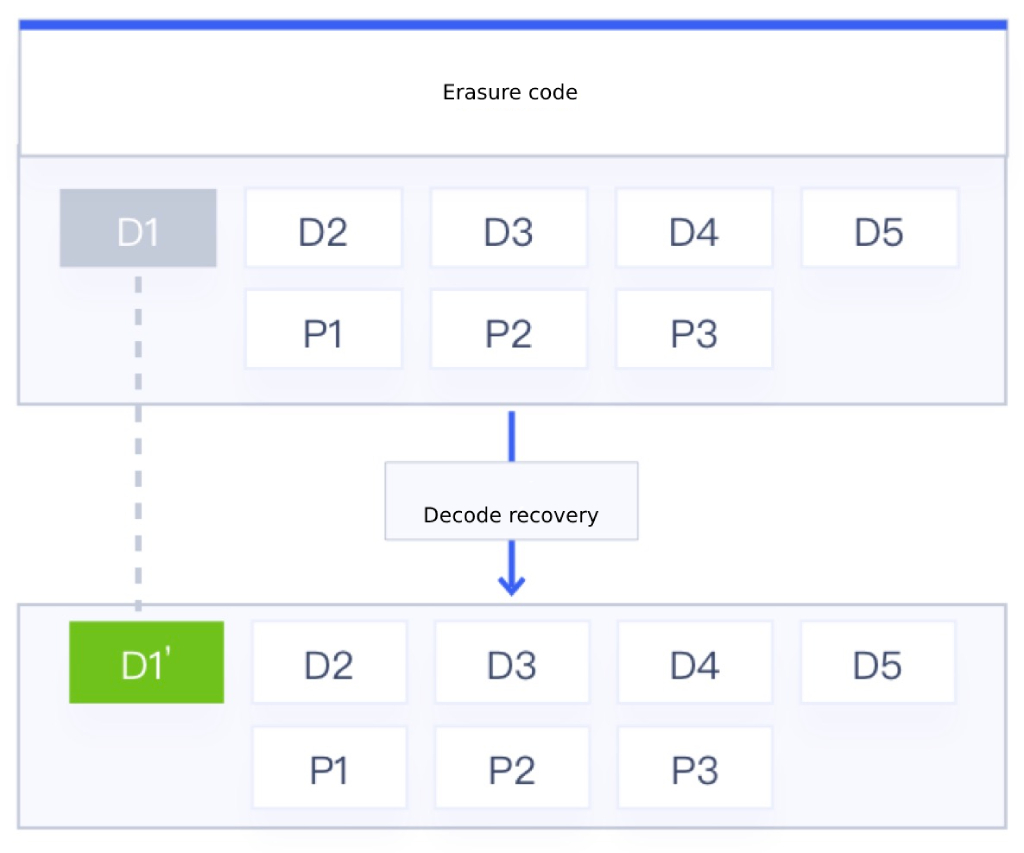 Erasure code
D1 D2 D3 D4 D5
P1 P2 P3
Decode recovery
D1' D2 D3 D4 D5
P1 P2 P3